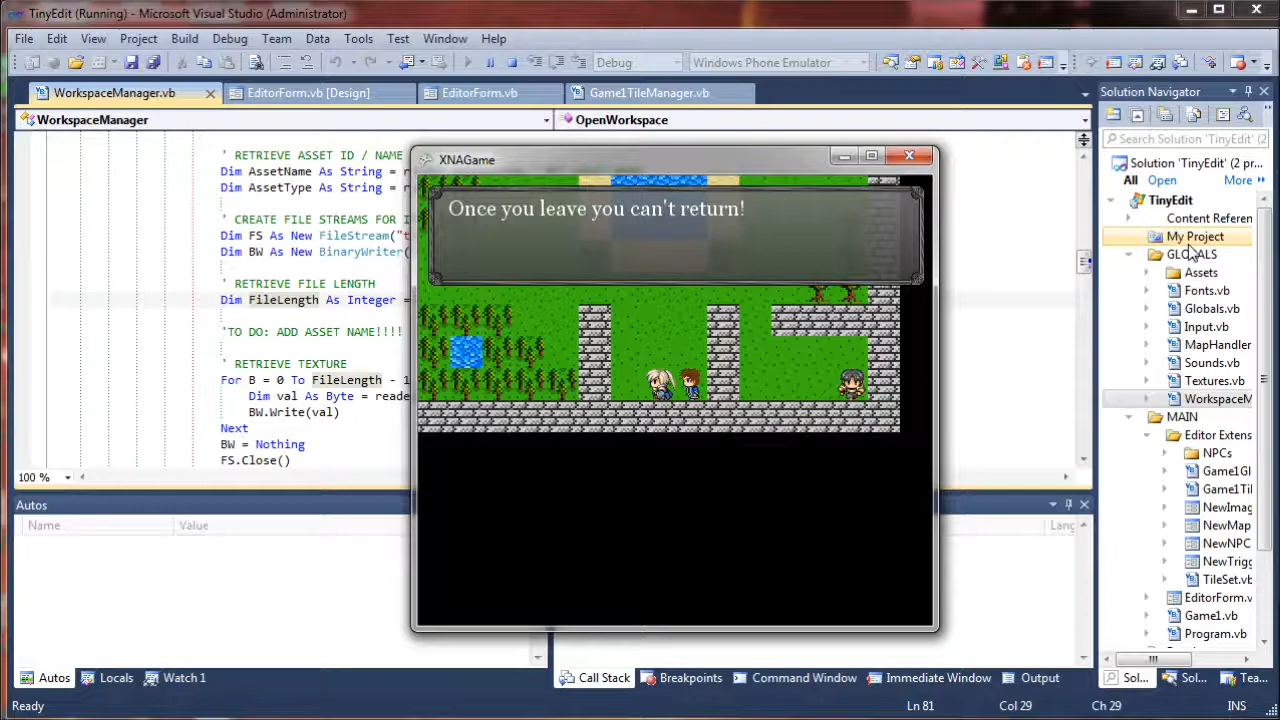 TinyEdit (Running) - Microsoft Visual Studio (Administrator)
File Edit View Project Build Debug Team Data Tools Test Window Help
Debug Windows Phone Emulator
WorkspaceManager.vb EditorForm.vb [Design] EditorForm.vb Game1TileManager.vb
WorkspaceManager OpenWorkspace
' RETRIEVE ASSET ID / NAME
Dim AssetName As String = r
Dim AssetType As String = r
' CREATE FILE STREAMS FOR I
Dim FS As New FileStream("t
Dim BW As New BinaryWriter(
' RETRIEVE FILE LENGTH
Dim FileLength As Integer =
'TO DO: ADD ASSET NAME!!!!
' RETRIEVE TEXTURE
For B = 0 To FileLength - 1
Dim val As Byte = reade
BW.Write(val)
Next
BW = Nothing
FS.Close()
100 %
XNAGame
Once you leave you can't return!
Solution Navigator
Search Solution 'TinyEdit'
Solution 'TinyEdit' (2 pr
All Open More
TinyEdit
Content Referen
My Project
GLOBALS
Assets
Fonts.vb
Globals.vb
Input.vb
MapHandler
Sounds.vb
Textures.vb
WorkspaceM
MAIN
Editor Extens
NPCs
Game1Gl
Game1Til
NewImag
NewMap
NewNPC
NewTrigg
TileSet.vb
EditorForm.v
Game1.vb
Program.vb
Autos
Name Value
Lang
Autos Locals Watch 1
Call Stack Breakpoints Command Window Immediate Window Output
Sol... Sol... Tea...
Ready Ln 81 Col 29 Ch 29 INS